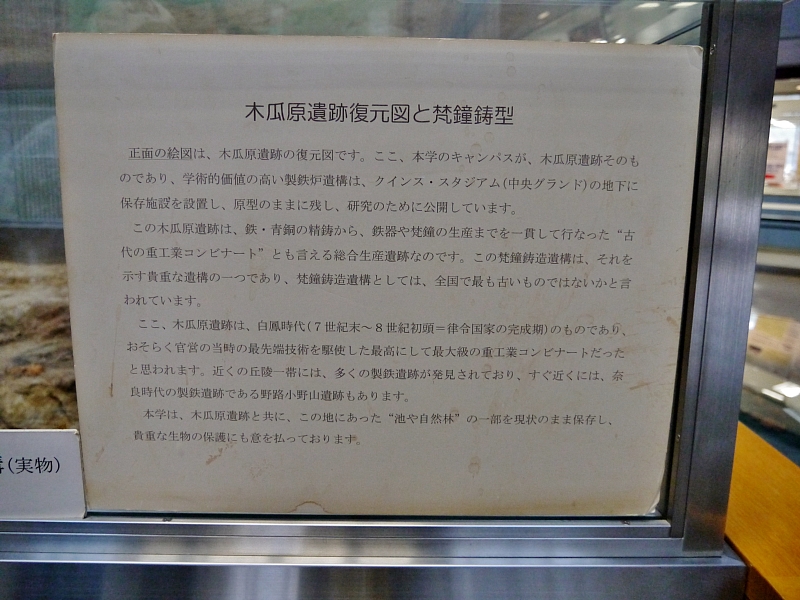 木瓜原遺跡復元図と梵鐘鋳型
正面の絵図は、木瓜原遺跡の復元図です。ここ、本学のキャンパスが、木瓜原遺跡そのも
のであり、学術的価値の高い製鉄炉遺構は、クインス・スタジアム(中央グランド)の地下に
保存施設を設置し、原型のままに残し、研究のために公開しています。
この木瓜原遺跡は、鉄・青銅の精鋳から、鉄器や梵鐘の生産までを一貫して行なった“古
代の重工業コンビナート”とも言える総合生産遺跡なのです。この梵鐘鋳造遺構は、それを
示す貴重な遺構の一つであり、梵鐘鋳造遺構としては、全国で最も古いものではないかと言
われています。
ここ、木瓜原遺跡は、白鳳時代(7世紀末～8世紀初頭＝律令国家の完成期)のものであり、
おそらく官営の当時の最先端技術を駆使した最高にして最大級の重工業コンビナートだった
と思われます。近くの丘陵一帯には、多くの製鉄遺跡が発見されており、すぐ近くには、奈
良時代の製鉄遺跡である野路小野山遺跡もあります。
本学は、木瓜原遺跡と共に、この地にあった“池や自然林”の一部を現状のまま保存し、
貴重な生物の保護にも意を払っております。
(実物)